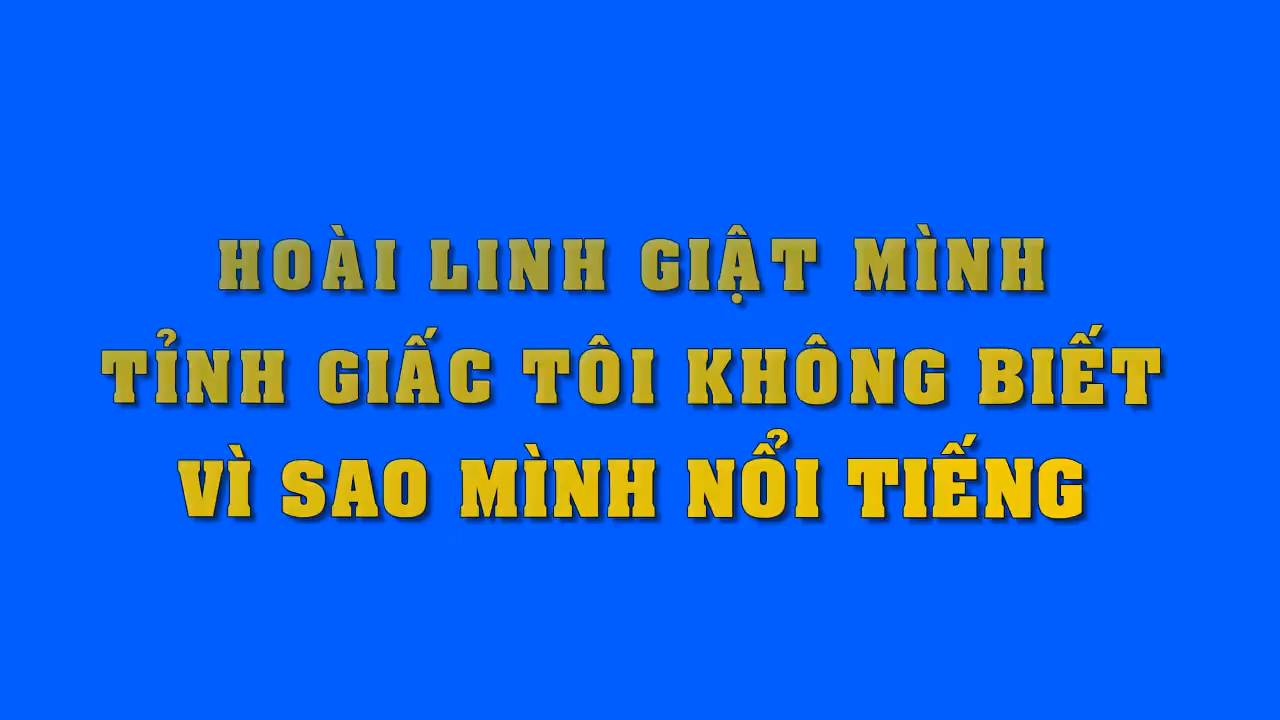 HOÀI LINH GIẬT MÌNH
TỈNH GIẤC TÔI KHÔNG BIẾT
VÌ SAO MÌNH NỔI TIẾNG